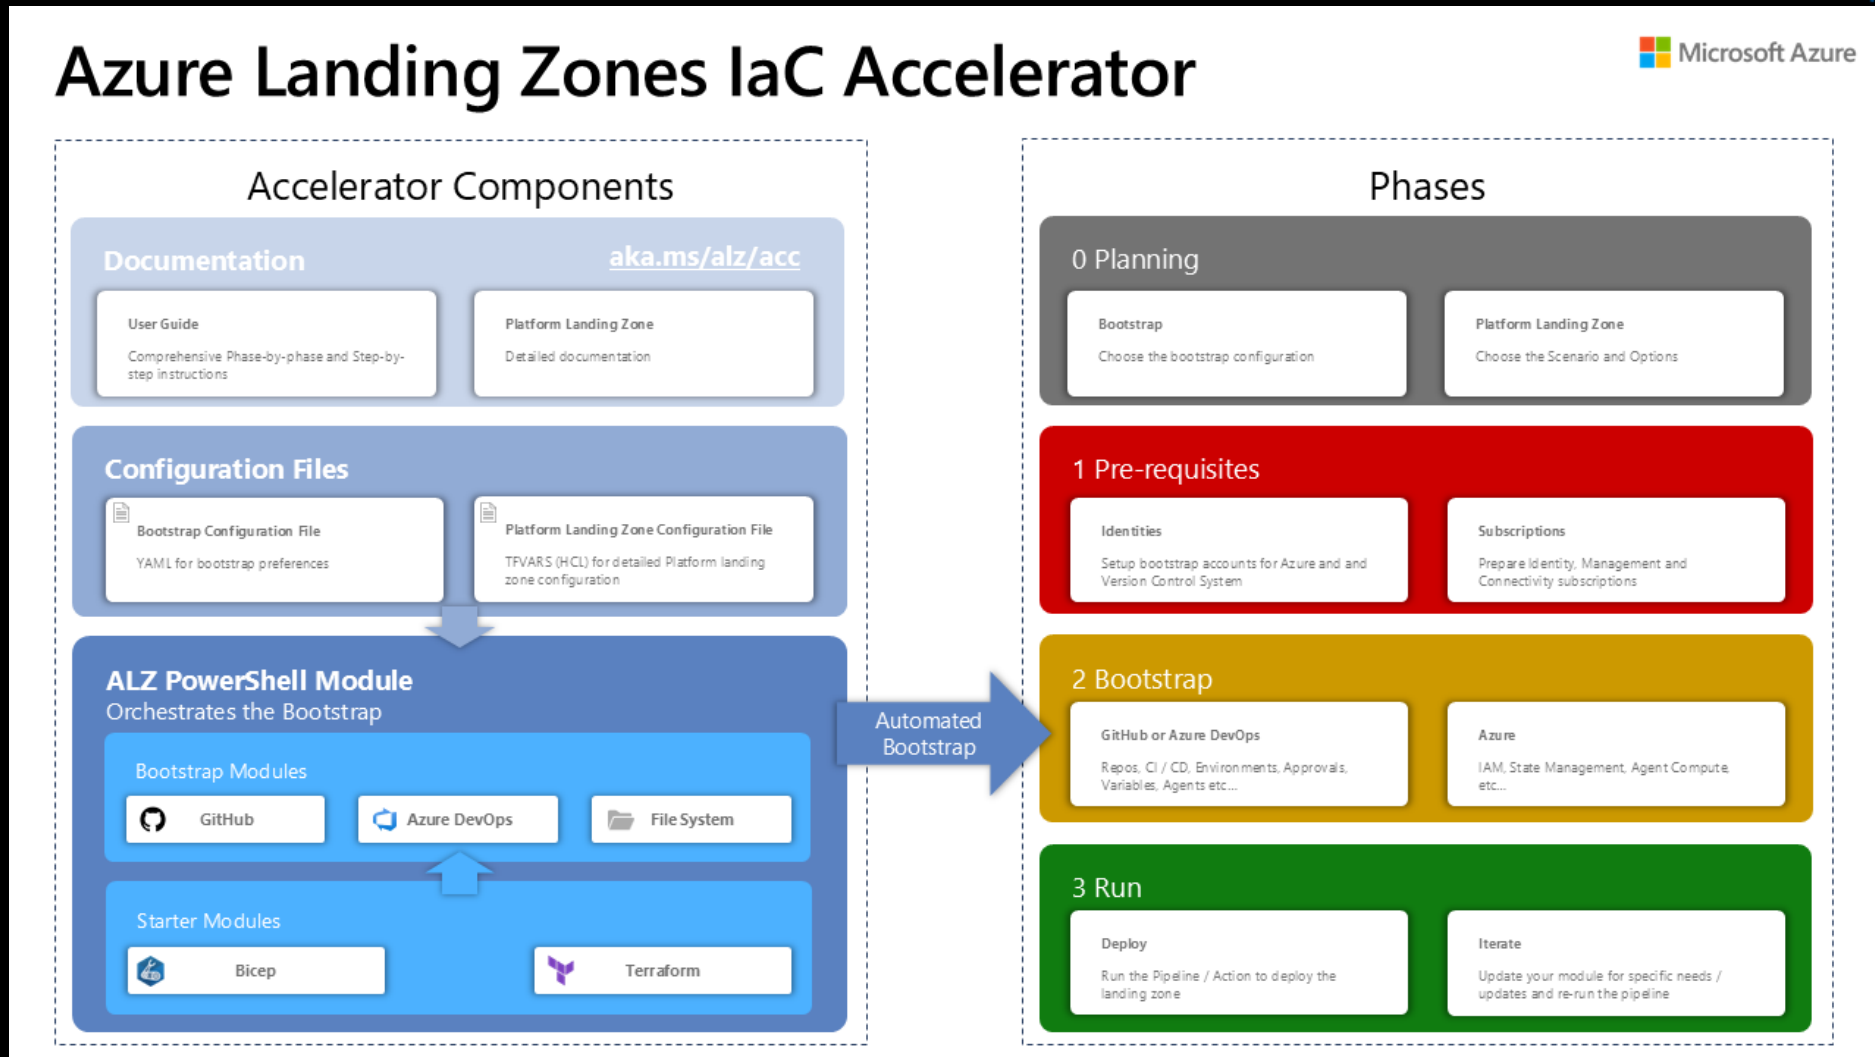 Azure Landing Zones IaC Accelerator
Microsoft Azure
Accelerator Components
Documentation
aka.ms/alz/acc
User Guide
Comprehensive Phase-by-phase and Step-by-
step instructions
Platform Landing Zone
Detailed documentation
Configuration Files
Bootstrap Configuration File
YAML for bootstrap preferences
Platform Landing Zone Configuration File
TFVARS (HCL) for detailed Platform landing
zone configuration
ALZ PowerShell Module
Orchestrates the Bootstrap
Bootstrap Modules
GitHub
Azure DevOps
File System
Starter Modules
Bicep
Terraform
Automated
Bootstrap
Phases
0 Planning
Bootstrap
Choose the bootstrap configuration
Platform Landing Zone
Choose the Scenario and Options
1 Pre-requisites
Identities
Setup bootstrap accounts for Azure and and
Version Control System
Subscriptions
Prepare Identity, Management and
Connectivity subscriptions
2 Bootstrap
GitHub or Azure DevOps
Repos, CI / CD, Environments, Approvals,
Variables, Agents etc...
Azure
IAM, State Management, Agent Compute,
etc...
3 Run
Deploy
Run the Pipeline / Action to deploy the
landing zone
Iterate
Update your module for specific needs /
updates and re-run the pipeline